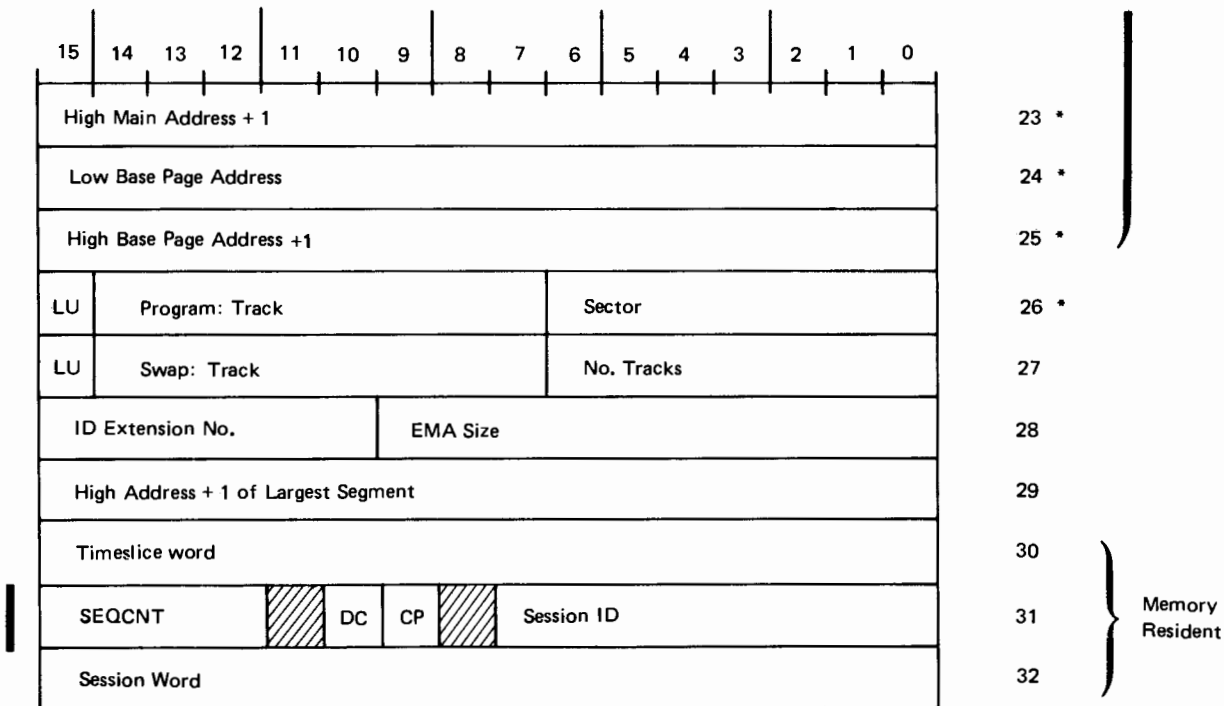 15 14 13 12 11 10 9 8 7 6 5 4 3 2 1 0
High Main Address + 1 23 *
Low Base Page Address 24 *
High Base Page Address +1 25 *
LU Program: Track Sector 26 *
LU Swap: Track No. Tracks 27
ID Extension No. EMA Size 28
High Address + 1 of Largest Segment 29
Timeslice word 30
SEQCNT DC CP Session ID 31
Memory
Resident
Session Word 32